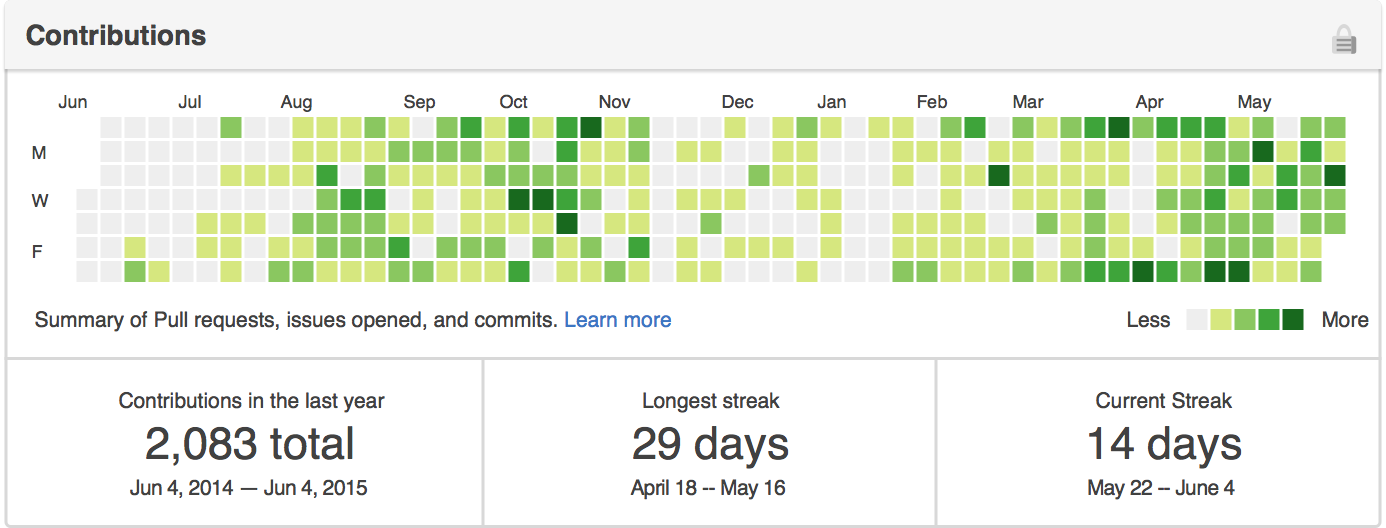 Contributions
Jun Jul Aug Sep Oct Nov Dec Jan Feb Mar Apr May
M
W
F
Summary of Pull requests, issues opened, and commits. Learn more
Less More
Contributions in the last year
2,083 total
Jun 4, 2014 — Jun 4, 2015
Longest streak
29 days
April 18 -- May 16
Current Streak
14 days
May 22 -- June 4